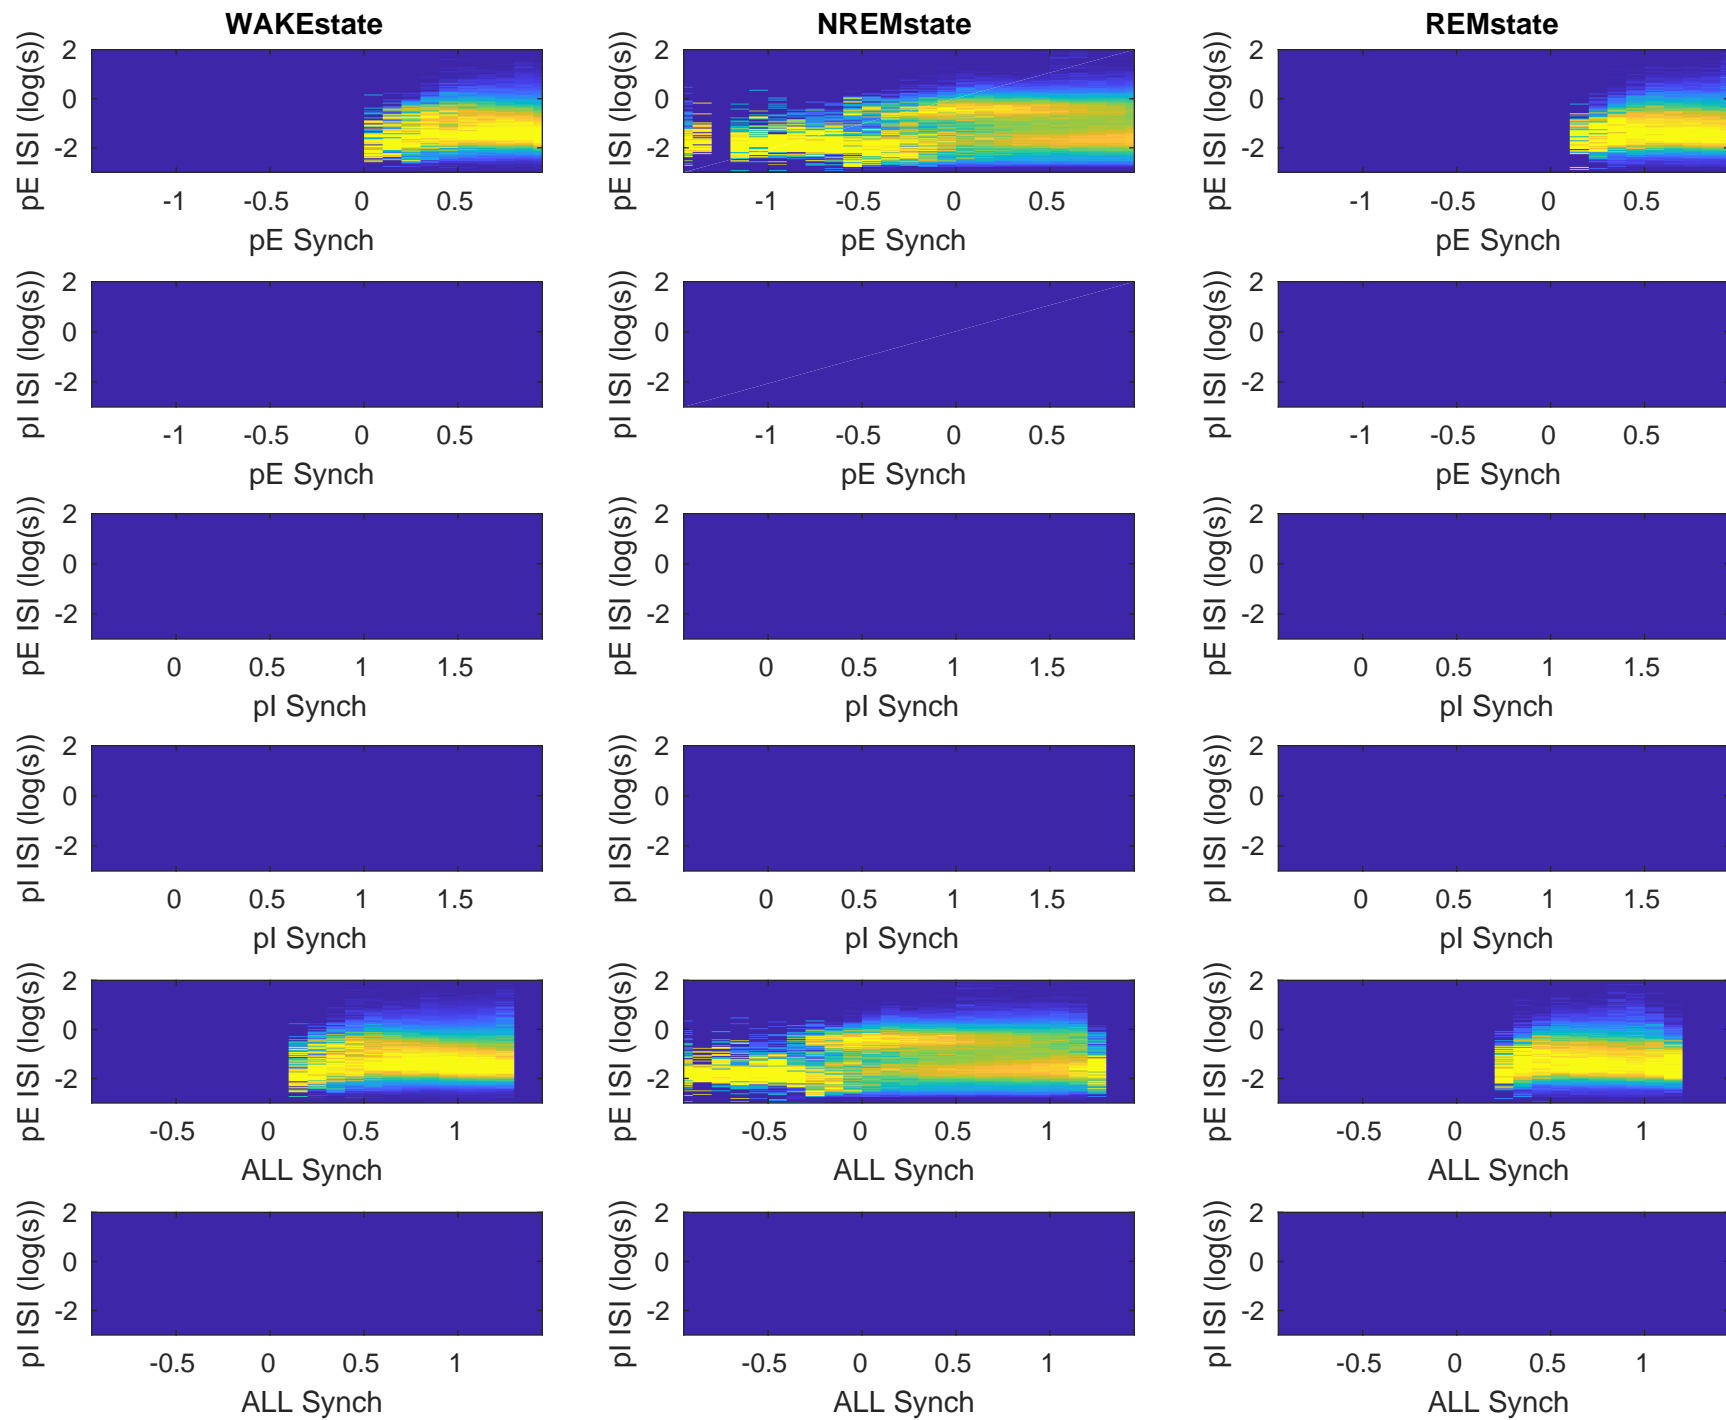 WAKEstate NREMstate REMstate
pE ISI (log(s)) 2 0 -2 pE ISI (log(s)) 2 0 -2 pE ISI (log(s)) 2 0 -2
-1 -0.5 0 0.5 -1 -0.5 0 0.5 -1 -0.5 0 0.5
pE Synch pE Synch pE Synch
pI ISI (log(s)) 2 0 -2 pI ISI (log(s)) 2 0 -2 pI ISI (log(s)) 2 0 -2
-1 -0.5 0 0.5 -1 -0.5 0 0.5 -1 -0.5 0 0.5
pE Synch pE Synch pE Synch
pE ISI (log(s)) 2 0 -2 pE ISI (log(s)) 2 0 -2 pE ISI (log(s)) 2 0 -2
0 0.5 1 1.5 0 0.5 1 1.5 0 0.5 1 1.5
pI Synch pI Synch pI Synch
pI ISI (log(s)) 2 0 -2 pI ISI (log(s)) 2 0 -2 pI ISI (log(s)) 2 0 -2
0 0.5 1 1.5 0 0.5 1 1.5 0 0.5 1 1.5
pI Synch pI Synch pI Synch
pE ISI (log(s)) 2 0 -2 pE ISI (log(s)) 2 0 -2 pE ISI (log(s)) 2 0 -2
-0.5 0 0.5 1 -0.5 0 0.5 1 -0.5 0 0.5 1
ALL Synch ALL Synch ALL Synch
pI ISI (log(s)) 2 0 -2 pI ISI (log(s)) 2 0 -2 pI ISI (log(s)) 2 0 -2
-0.5 0 0.5 1 -0.5 0 0.5 1 -0.5 0 0.5 1
ALL Synch ALL Synch ALL Synch